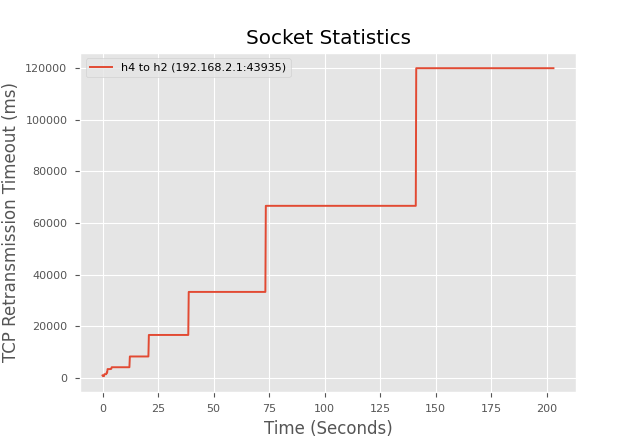 Socket Statistics
h4 to h2 (192.168.2.1:43935)
TCP Retransmission Timeout (ms)
120000
100000
80000
60000
40000
20000
0
0 25 50 75 100 125 150 175 200
Time (Seconds)